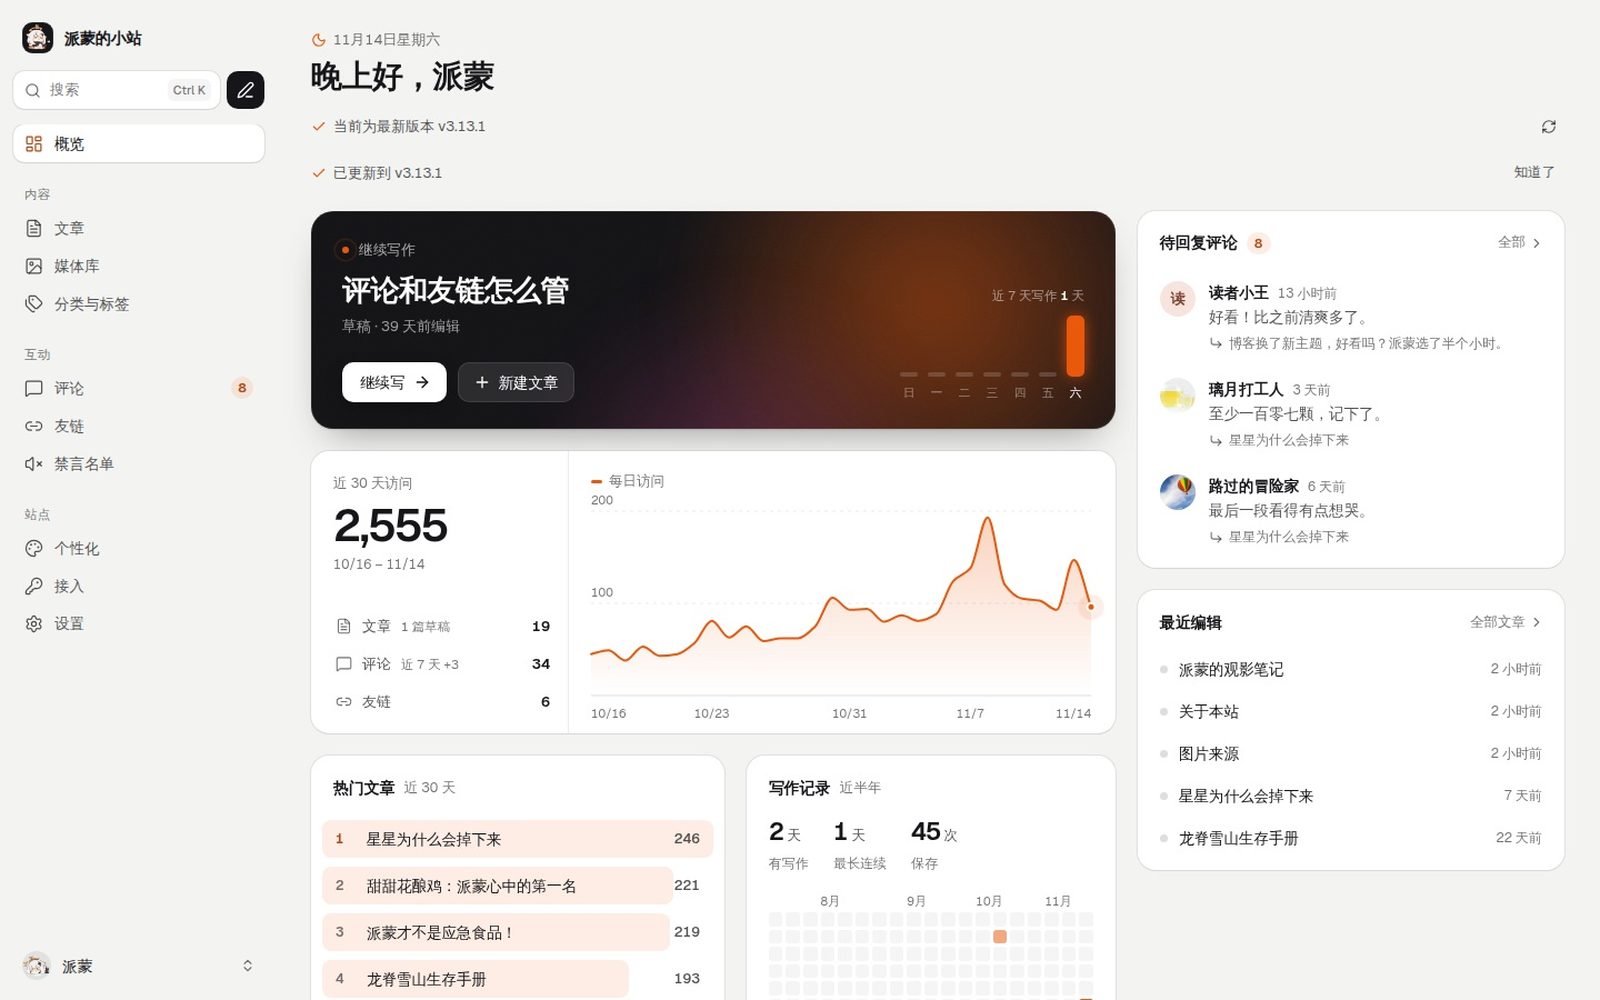 派蒙的小站
搜索 Ctrl K
概览
内容
文章
媒体库
分类与标签
互动
评论 8
友链
禁言名单
站点
个性化
接入
设置
派蒙
11月14日星期六
晚上好，派蒙
当前为最新版本 v3.13.1
已更新到 v3.13.1 知道了
继续写作
评论和友链怎么管
草稿 · 39 天前编辑
继续写
新建文章
近 7 天写作 1 天
日 一 二 三 四 五 六
近 30 天访问
2,555
10/16 – 11/14
文章 1 篇草稿 19
评论 近 7 天 +3 34
友链 6
每日访问
200
100
10/16 10/23 10/31 11/7 11/14
热门文章 近 30 天
1 星星为什么会掉下来 246
2 甜甜花酿鸡：派蒙心中的第一名 221
3 派蒙才不是应急食品！ 219
4 龙脊雪山生存手册 193
写作记录 近半年
2 天 1 天 45 次
有写作 最长连续 保存
8月 9月 10月 11月
待回复评论 8 全部
读
读者小王 13 小时前
好看！比之前清爽多了。
博客换了新主题，好看吗？派蒙选了半个小时。
璃月打工人 3 天前
至少一百零七颗，记下了。
星星为什么会掉下来
路过的冒险家 6 天前
最后一段看得有点想哭。
星星为什么会掉下来
最近编辑 全部文章
派蒙的观影笔记 2 小时前
关于本站 2 小时前
图片来源 2 小时前
星星为什么会掉下来 7 天前
龙脊雪山生存手册 22 天前